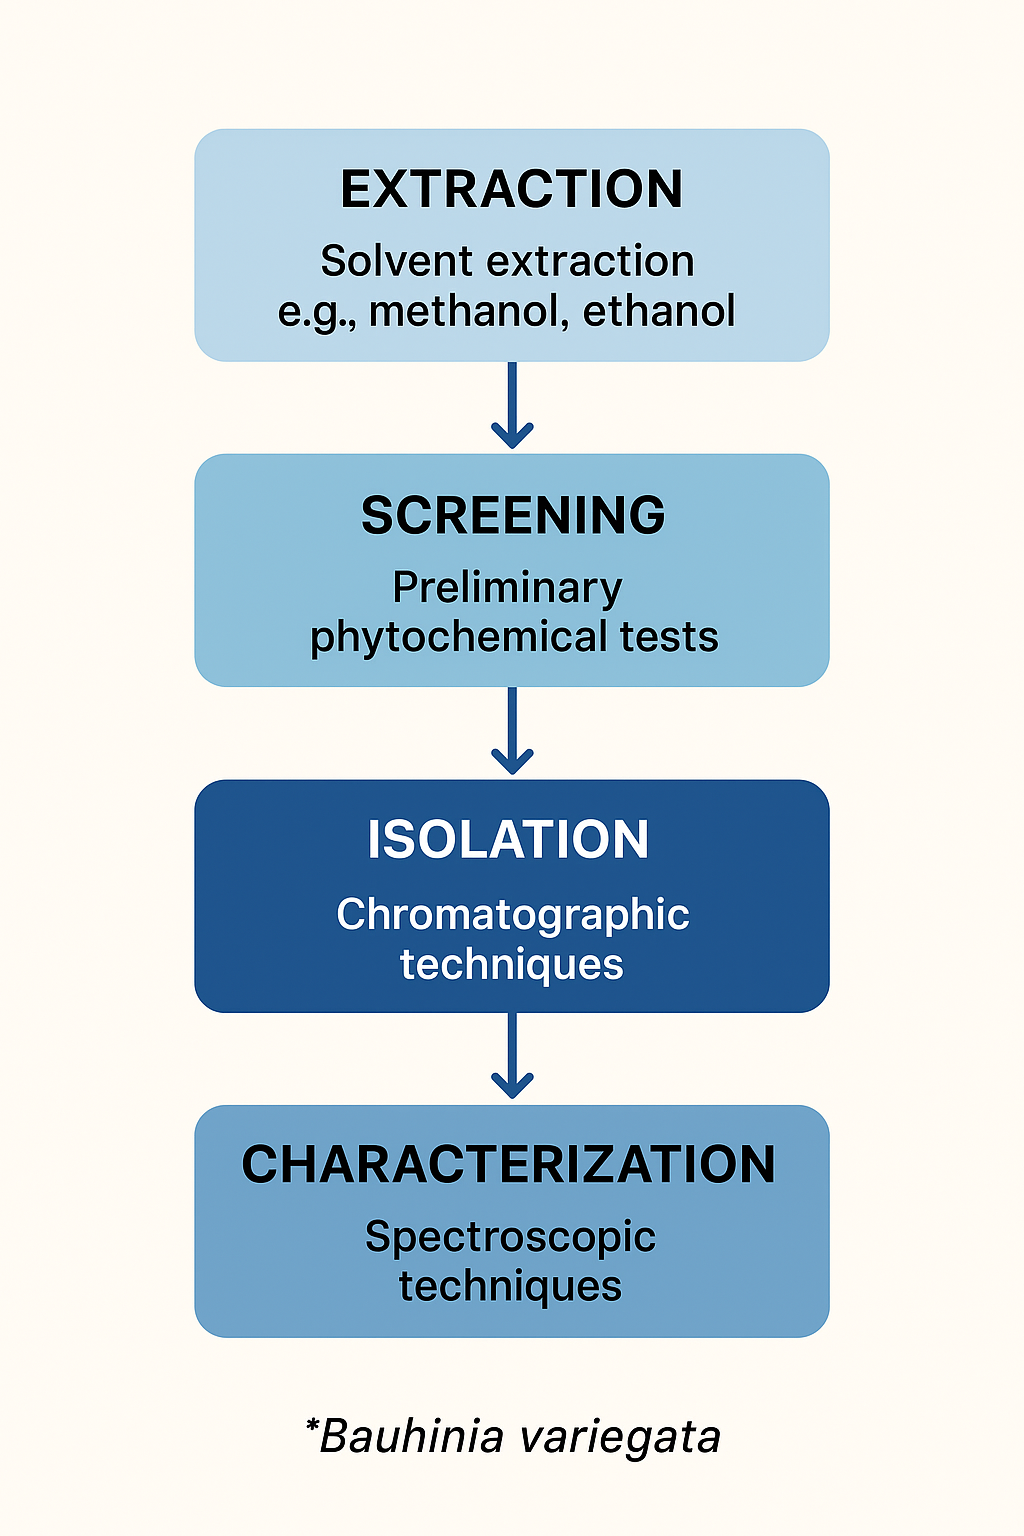 EXTRACTION
Solvent extraction
e.g., methanol, ethanol
SCREENING
Preliminary
phytochemical tests
ISOLATION
Chromatographic
techniques
CHARACTERIZATION
Spectroscopic
techniques
*Bauhinia variegata